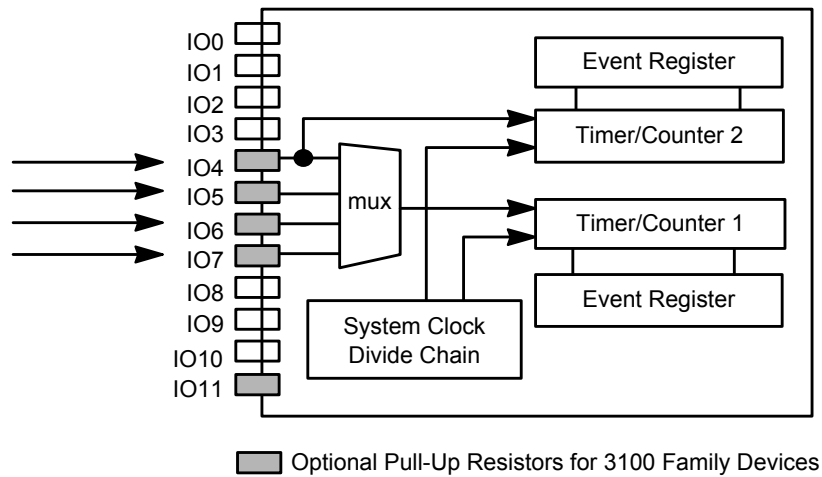 IO0
IO1
IO2
IO3
IO4
IO5
IO6
IO7
IO8
IO9
IO10
IO11
mux
Event Register
Timer/Counter 2
Timer/Counter 1
Event Register
System Clock
Divide Chain
Optional Pull-Up Resistors for 3100 Family Devices